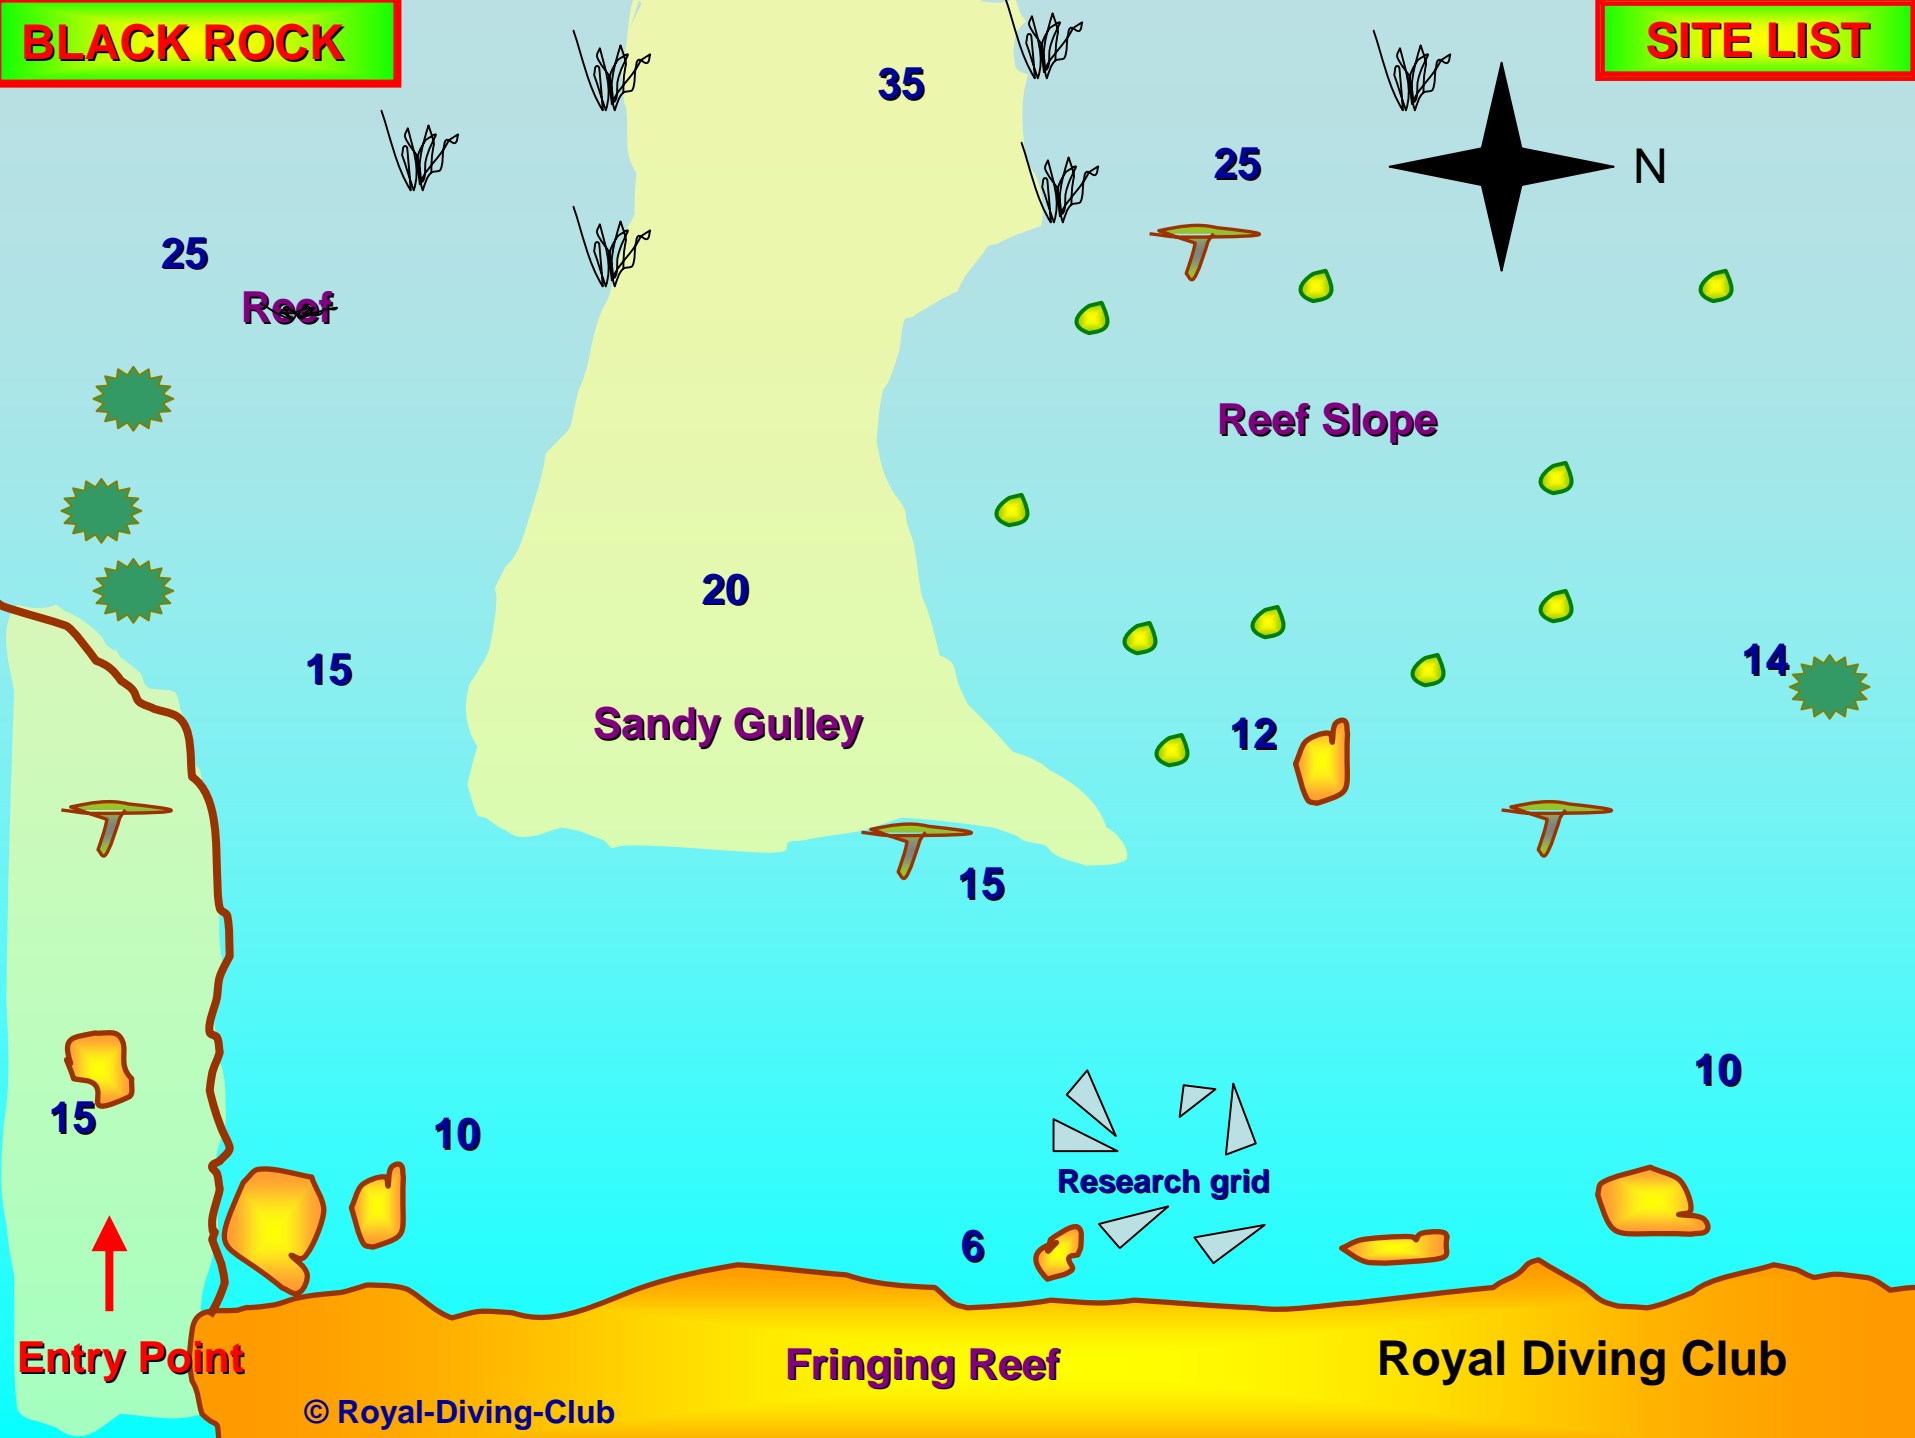 BLACK ROCK
SITE LIST
35
25
N
25
Reef
Reef Slope
20
15
14
Sandy Gulley
12
15
10
15
10
Research grid
6
Entry Point
Fringing Reef
Royal Diving Club
© Royal-Diving-Club